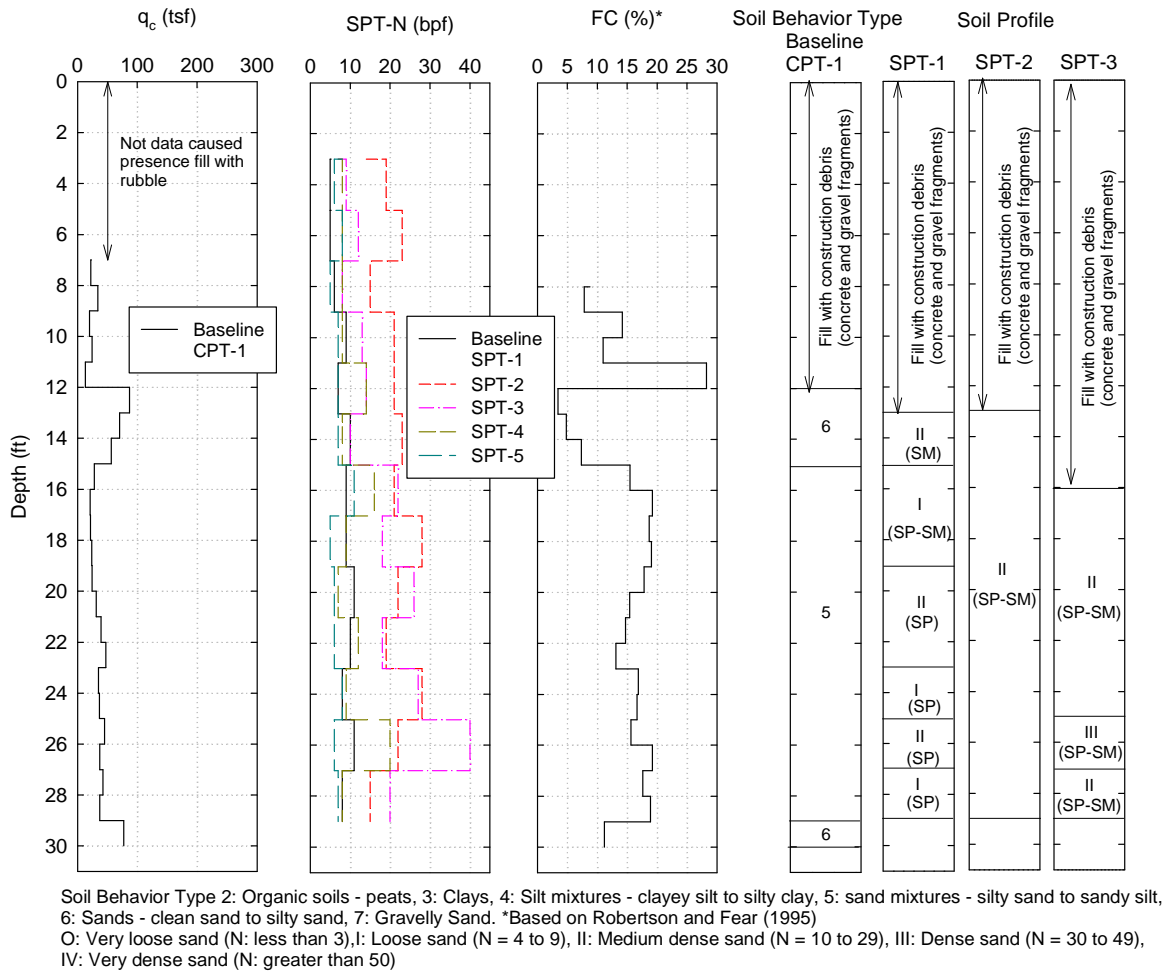 q_c (tsf)
SPT-N (bpf)
FC (%)*
Soil Behavior Type
Baseline
CPT-1
Soil Profile
SPT-1
SPT-2
SPT-3
0 100 200 300
0 10 20 30 40
0 5 10 15 20 25 30
0
2
4
6
8
10
12
14
16
18
20
22
24
26
28
30
Depth (ft)
Not data caused
presence fill with
rubble
Baseline
CPT-1
Baseline
SPT-1
SPT-2
SPT-3
SPT-4
SPT-5
Fill with construction debris
(concrete and gravel fragments)
6
5
6
Fill with construction debris
(concrete and gravel fragments)
II
(SM)
I
(SP-SM)
II
(SP)
I
(SP)
II
(SP)
I
(SP)
Fill with construction debris
(concrete and gravel fragments)
II
(SP-SM)
Fill with construction debris
(concrete and gravel fragments)
II
(SP-SM)
III
(SP-SM)
II
(SP-SM)
Soil Behavior Type 2: Organic soils - peats, 3: Clays, 4: Silt mixtures - clayey silt to silty clay, 5: sand mixtures - silty sand to sandy silt,
6: Sands - clean sand to silty sand, 7: Gravelly Sand. *Based on Robertson and Fear (1995)
O: Very loose sand (N: less than 3),I: Loose sand (N = 4 to 9), II: Medium dense sand (N = 10 to 29), III: Dense sand (N = 30 to 49),
IV: Very dense sand (N: greater than 50)